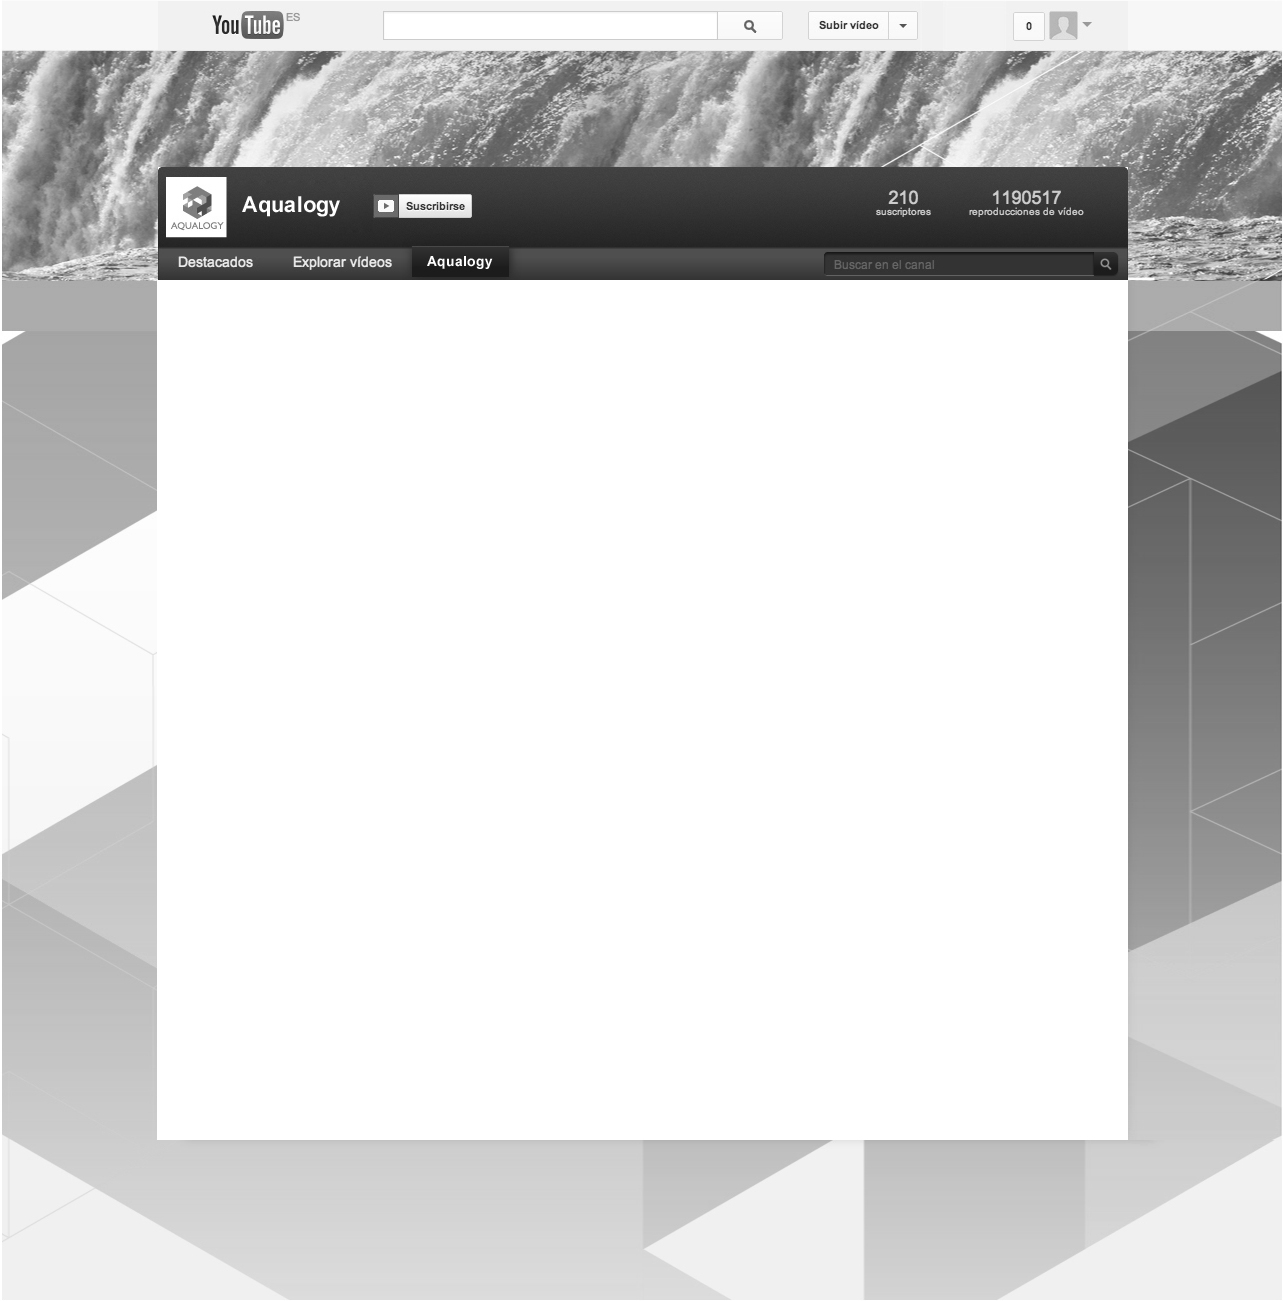 YouTube ES
Subir vídeo
0
AQUALOGY
Aqualogy
Suscribirse
210
suscriptores
1190517
reproducciones de vídeo
Destacados
Explorar vídeos
Aqualogy
Buscar en el canal